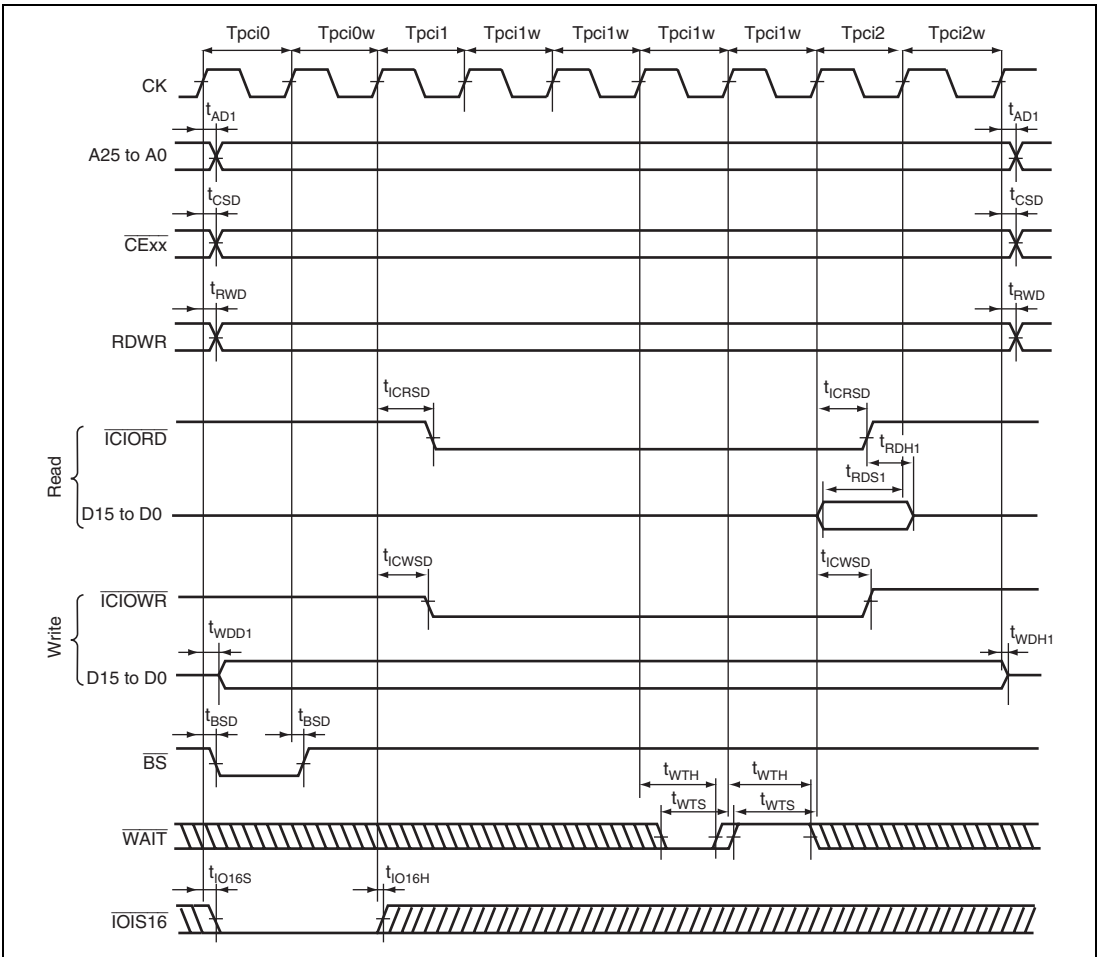 Tpci0 Tpci0w Tpci1 Tpci1w Tpci1w Tpci1w Tpci1w Tpci2 Tpci2w
CK
tAD1 tAD1
A25 to A0
tCSD tCSD
CExx
tRWD tRWD
RDWR
tICRSD tICRSD
ICIORD
tRDH1
Read
tRDS1
D15 to D0
tICWSD tICWSD
ICIOWR
Write
tWDD1 tWDH1
D15 to D0
tBSD tBSD
BS
tWTH tWTH
tWTS tWTS
WAIT
tIO16S tIO16H
IOIS16